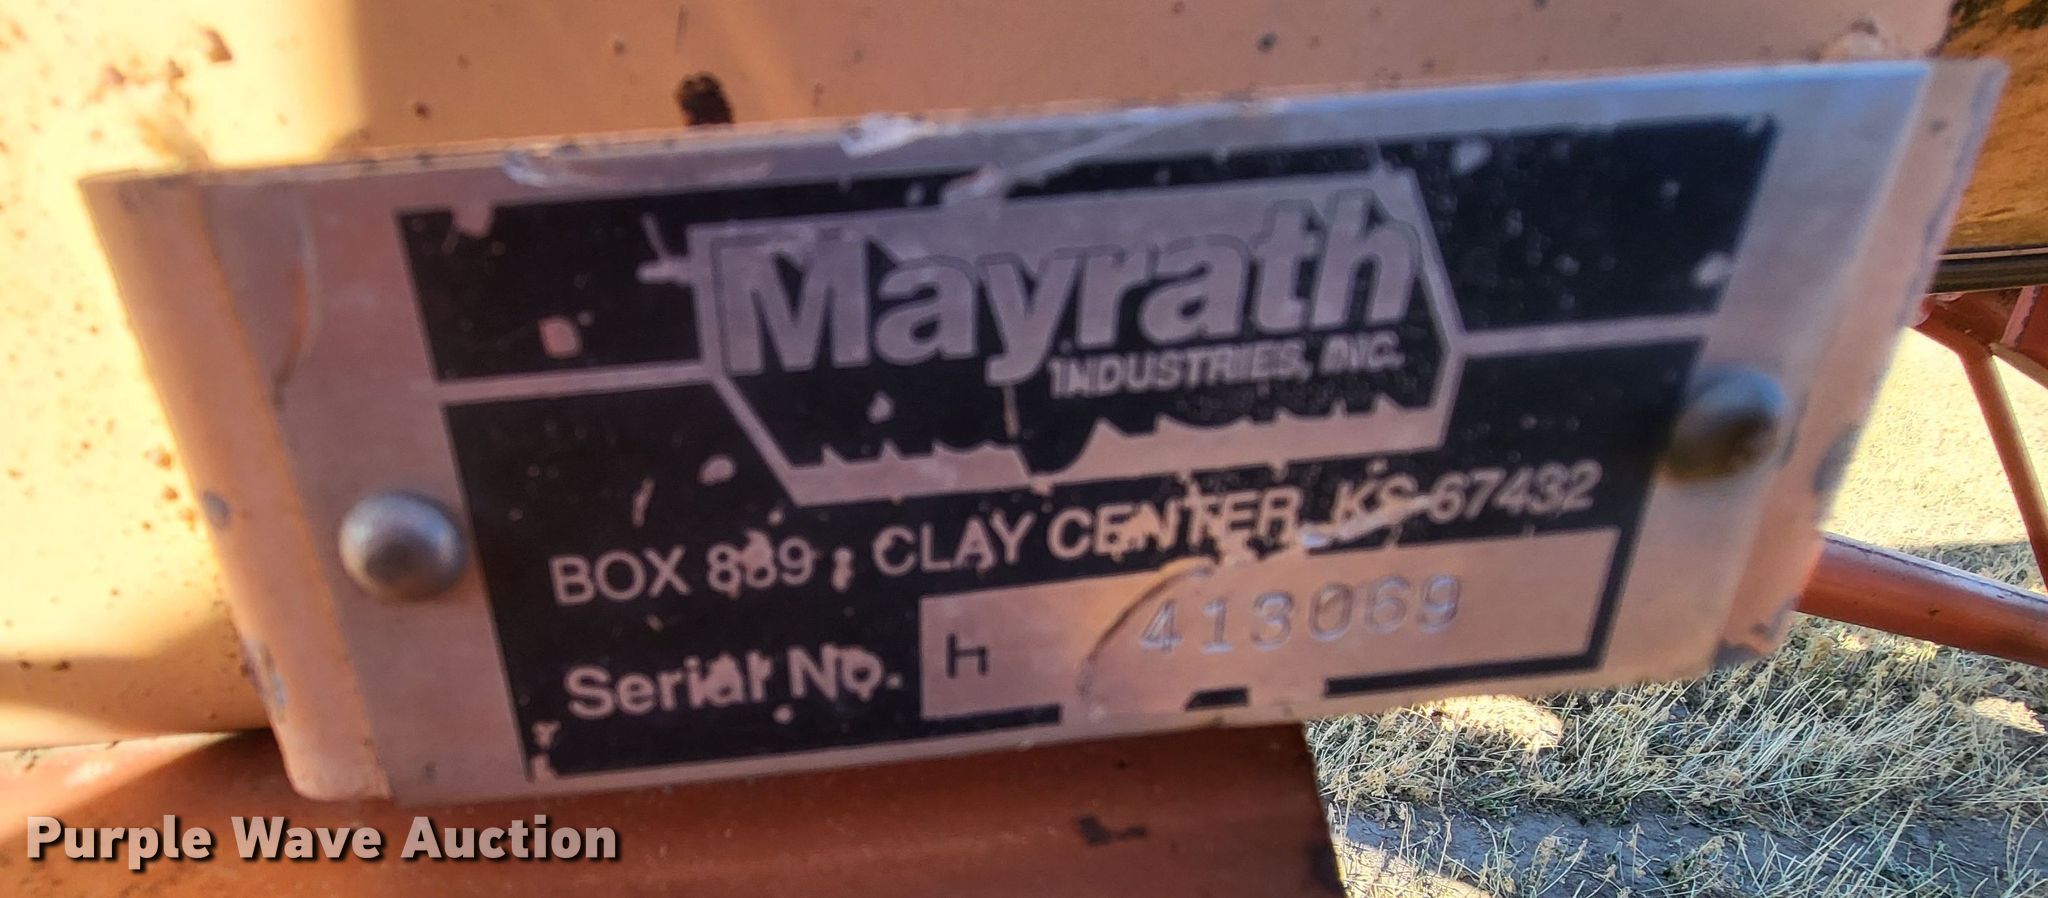 Mayrath
INDUSTRIES, INC.
BOX 889, CLAY CENTER, KS 67432
Serial No. H 413069
Purple Wave Auction